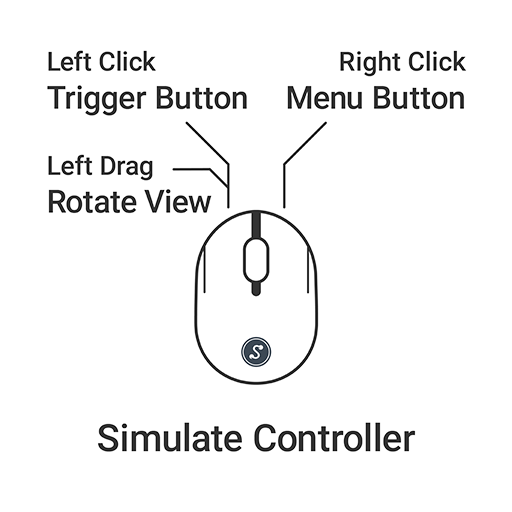 Left Click
Trigger Button
Right Click
Menu Button
Left Drag
Rotate View
S
Simulate Controller